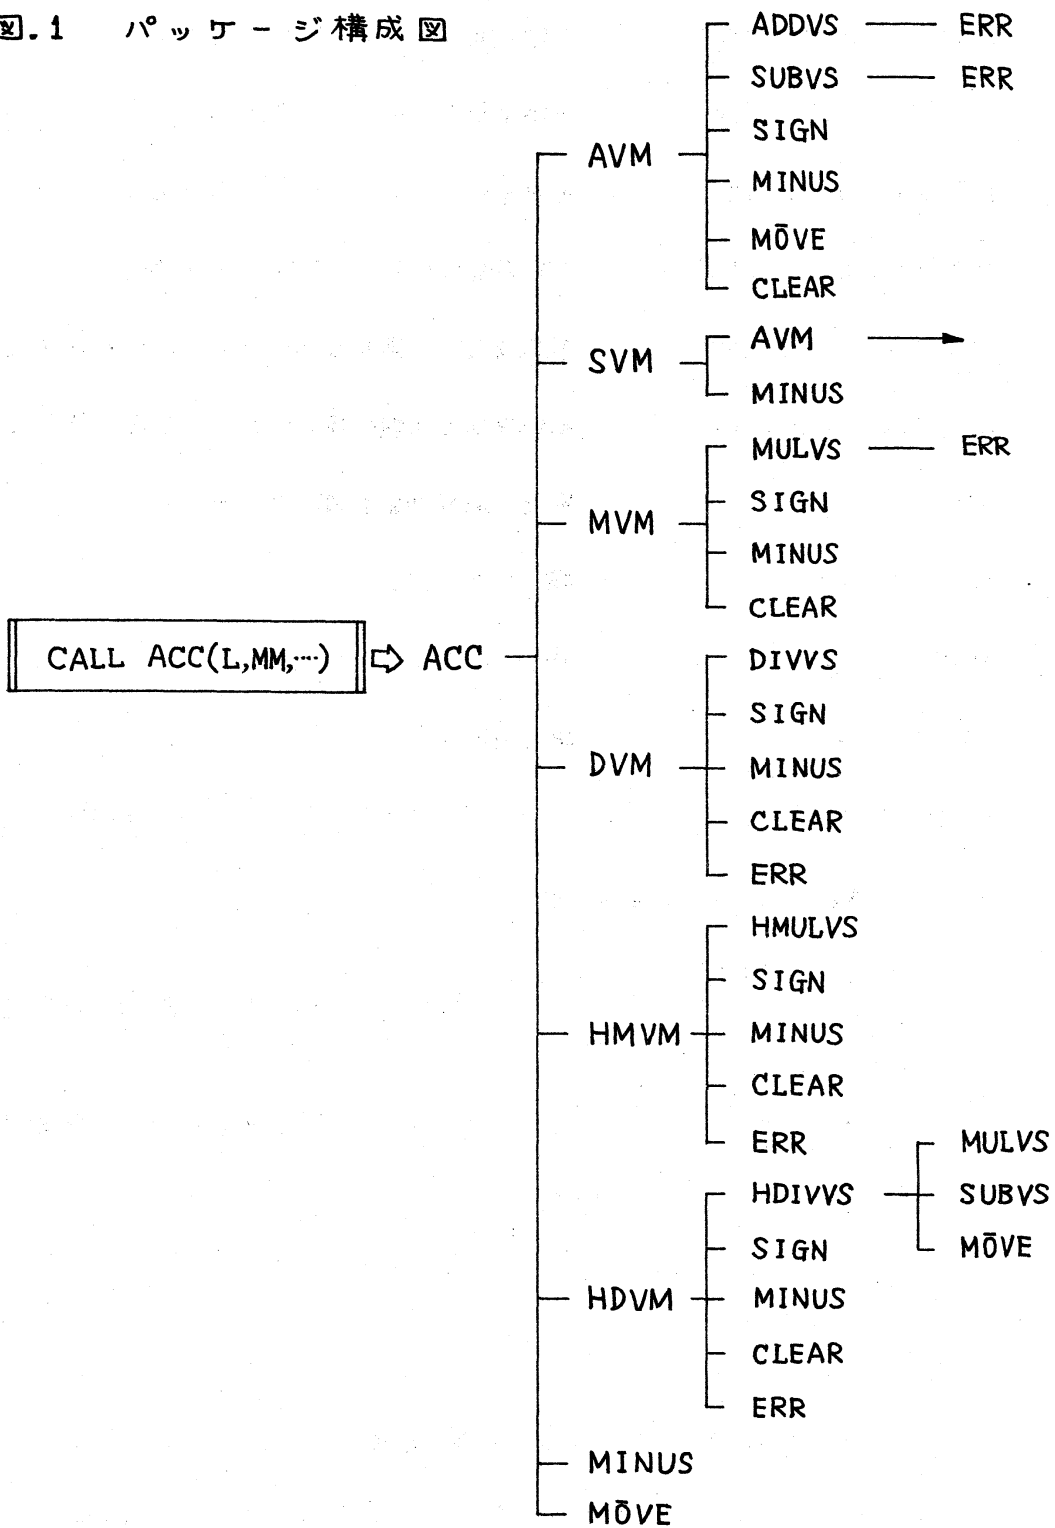 図.1 パッケージ構成図
ADDVS ERR
SUBVS ERR
SIGN
AVM
MINUS
MŌVE
CLEAR
AVM
SVM
MINUS
MULVS ERR
SIGN
MVM
MINUS
CLEAR
CALL ACC(L,MM,…) ⇨ ACC
DIVVS
SIGN
DVM MINUS
CLEAR
ERR
HMULVS
SIGN
HMVM MINUS
CLEAR
ERR MULVS
HDIVVS SUBVS
SIGN MŌVE
HDVM MINUS
CLEAR
ERR
MINUS
MŌVE